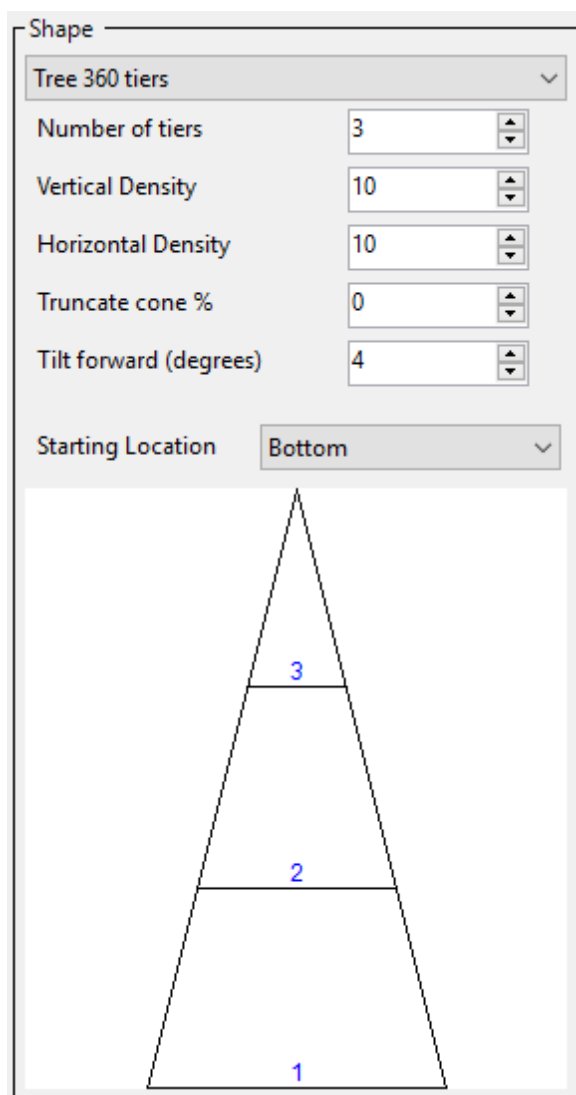 Shape
Tree 360 tiers
Number of tiers 3
Vertical Density 10
Horizontal Density 10
Truncate cone % 0
Tilt forward (degrees) 4
Starting Location Bottom
3
2
1